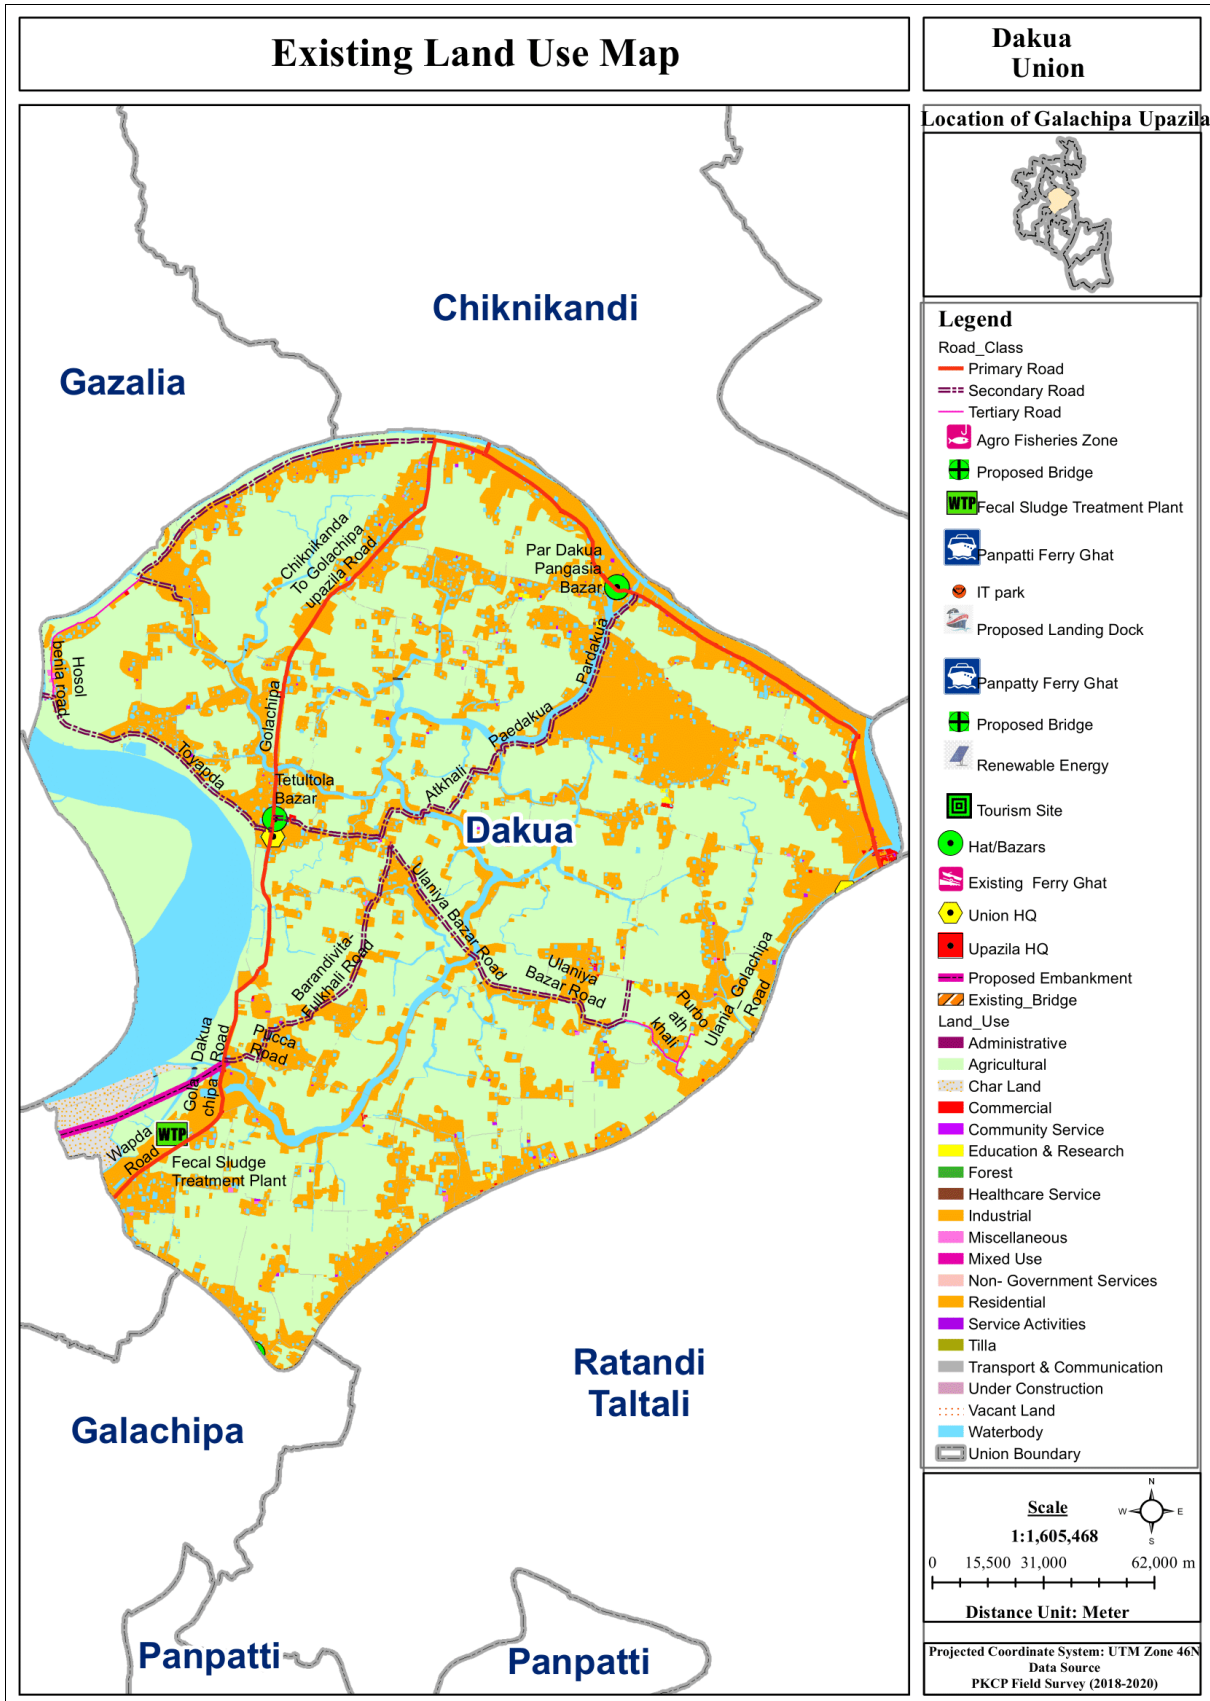 Existing Land Use Map
Dakua
Union
Location of Galachipa Upazila
Chiknikandi
Gazalia
Chiknikanda
To Golachipa
upazila Road
Par Dakua
Pangasia
Bazar
Hosol
benia road
Pardakua
Golachipa
Paedakua
Toyapda
Tetultola
Bazar
Atkhali
Dakua
Ulaniya Bazar Road
Barandivita-
Fulkhali Road
Ulaniya
Bazar Road
Purbo
ath
khali
Ulania_Golachipa
Road
Pucca
Road
Dakua
Road
Gola
chipa
WTP
Wapda
Road
Fecal Sludge
Treatment Plant
Ratandi
Taltali
Galachipa
Panpatti
Panpatti
Legend
Road_Class
Primary Road
Secondary Road
Tertiary Road
Agro Fisheries Zone
Proposed Bridge
WTP Fecal Sludge Treatment Plant
Panpatti Ferry Ghat
IT park
Proposed Landing Dock
Panpatty Ferry Ghat
Proposed Bridge
Renewable Energy
Tourism Site
Hat/Bazars
Existing Ferry Ghat
Union HQ
Upazila HQ
Proposed Embankment
Existing_Bridge
Land_Use
Administrative
Agricultural
Char Land
Commercial
Community Service
Education & Research
Forest
Healthcare Service
Industrial
Miscellaneous
Mixed Use
Non- Government Services
Residential
Service Activities
Tilla
Transport & Communication
Under Construction
Vacant Land
Waterbody
Union Boundary
N
W E
S
Scale
1:1,605,468
0 15,500 31,000 62,000 m
Distance Unit: Meter
Projected Coordinate System: UTM Zone 46N
Data Source
PKCP Field Survey (2018-2020)